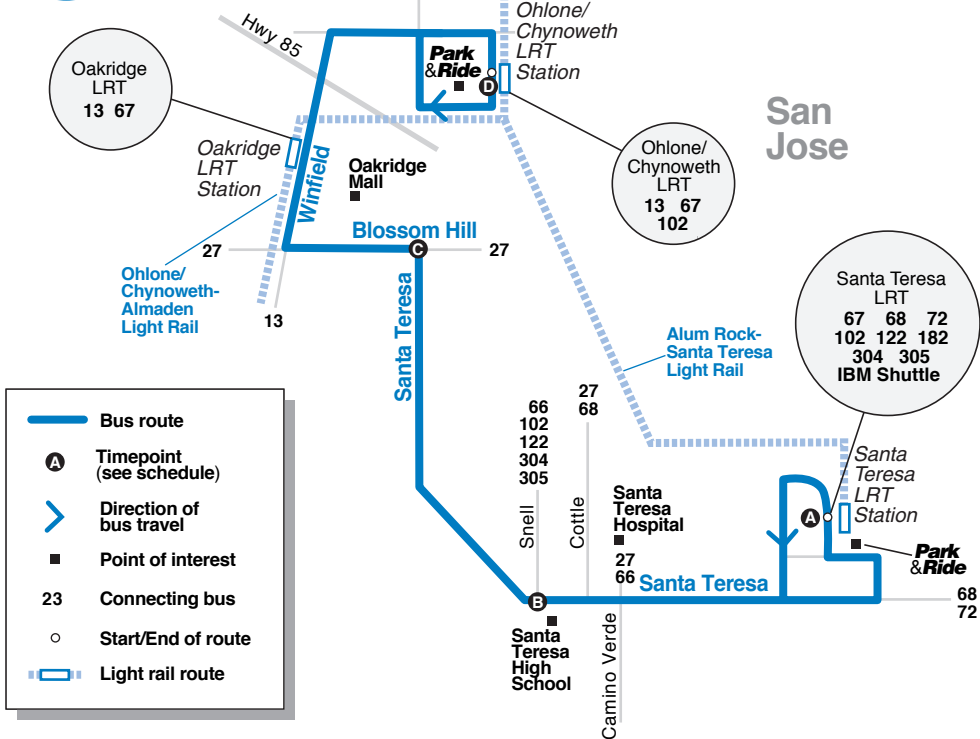 Ohlone/
Chynoweth
LRT
Station
Hwy 85
Park
&Ride
D
Oakridge
LRT
13 67
San
Jose
Oakridge
LRT
Station
Winfield
Oakridge
Mall
Ohlone/
Chynoweth
LRT
13 67
102
Blossom Hill
27
C
27
Ohlone/
Chynoweth-
Almaden
Light Rail
13
Santa Teresa
Santa Teresa
LRT
67 68 72
102 122 182
304 305
IBM Shuttle
Alum Rock-
Santa Teresa
Light Rail
66
102
122
304
305
27
68
Snell
Cottle
Santa
Teresa
Hospital
27
66
Santa
Teresa
LRT
Station
A
Park
&Ride
Santa Teresa
68
72
B
Santa
Teresa
High
School
Camino Verde
Bus route
A
Timepoint
(see schedule)
Direction of
bus travel
Point of interest
23
Connecting bus
Start/End of route
Light rail route